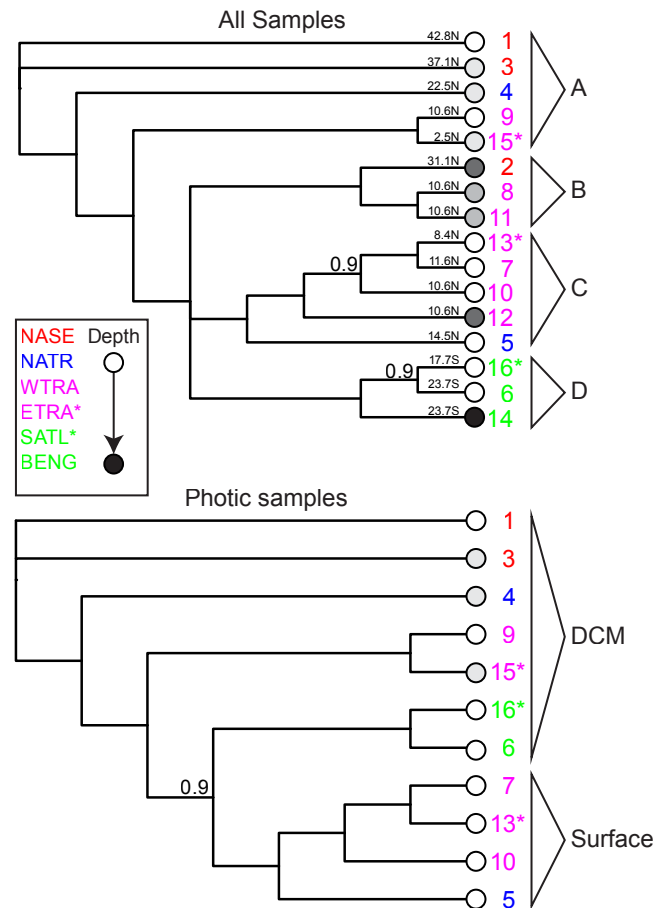 All Samples
42.8N 1
37.1N 3
22.5N 4
A
10.6N 9
2.5N 15*
31.1N 2
10.6N 8
B
10.6N 11
8.4N 13*
0.9 11.6N 7
10.6N 10
C
10.6N 12
14.5N 5
17.7S 16*
0.9 23.7S 6
D
23.7S 14
NASE Depth
NATR
WTRA
ETRA*
SATL*
BENG
Photic samples
1
3
4
9
DCM
15*
16*
6
0.9 7
13*
Surface
10
5